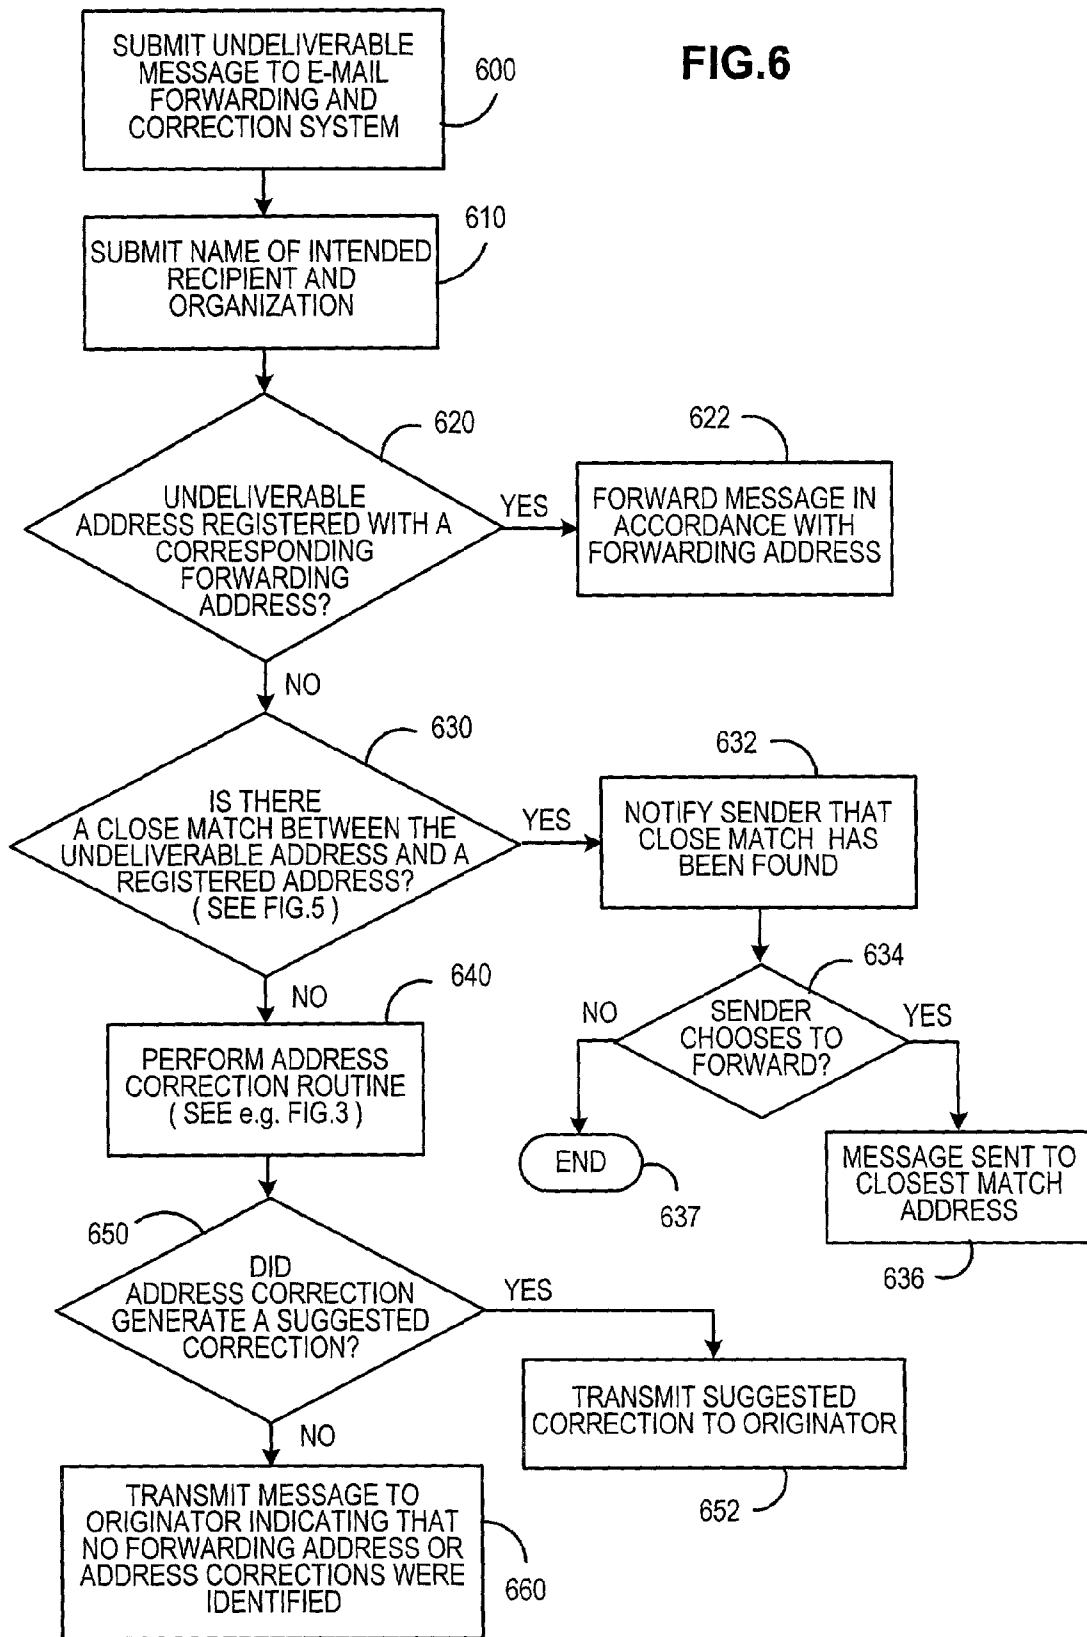 FIG.6
SUBMIT UNDELIVERABLE
MESSAGE TO E-MAIL
FORWARDING AND
CORRECTION SYSTEM
600
SUBMIT NAME OF INTENDED
RECIPIENT AND
ORGANIZATION
610
UNDELIVERABLE
ADDRESS REGISTERED WITH A
CORRESPONDING
FORWARDING
ADDRESS?
620
YES
FORWARD MESSAGE IN
ACCORDANCE WITH
FORWARDING ADDRESS
622
NO
IS THERE
A CLOSE MATCH BETWEEN THE
UNDELIVERABLE ADDRESS AND A
REGISTERED ADDRESS?
( SEE FIG.5 )
630
YES
NOTIFY SENDER THAT
CLOSE MATCH HAS
BEEN FOUND
632
SENDER
CHOOSES TO
FORWARD?
634
NO
YES
END
637
MESSAGE SENT TO
CLOSEST MATCH
ADDRESS
636
NO
PERFORM ADDRESS
CORRECTION ROUTINE
( SEE e.g. FIG.3 )
640
DID
ADDRESS CORRECTION
GENERATE A SUGGESTED
CORRECTION?
650
YES
TRANSMIT SUGGESTED
CORRECTION TO ORIGINATOR
652
NO
TRANSMIT MESSAGE TO
ORIGINATOR INDICATING THAT
NO FORWARDING ADDRESS OR
ADDRESS CORRECTIONS WERE
IDENTIFIED
660